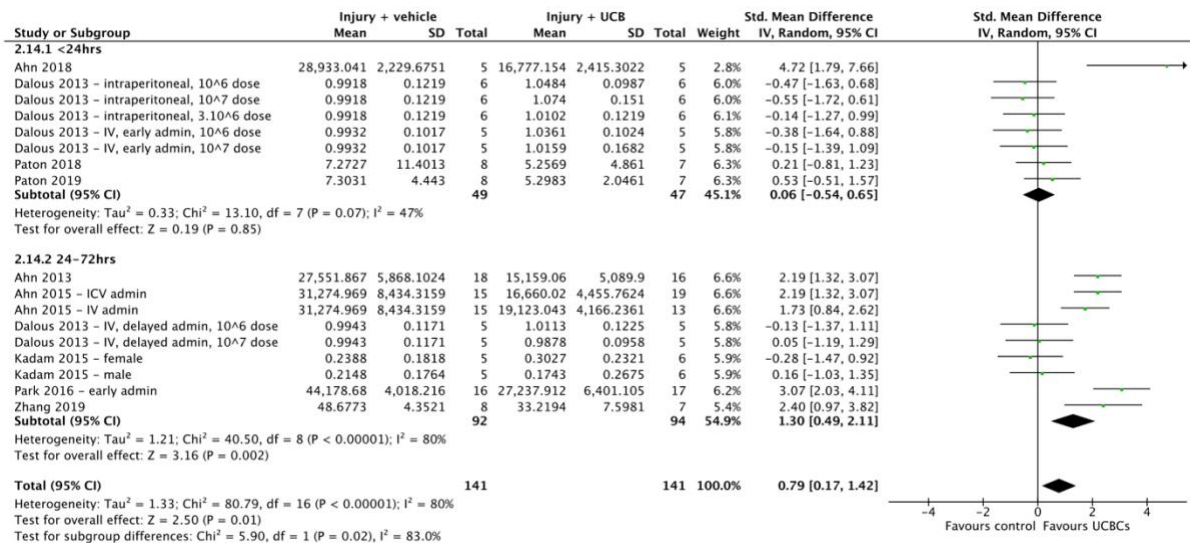 Injury + vehicle Injury + UCB Std. Mean Difference Std. Mean Difference
Study or Subgroup Mean SD Total Mean SD Total Weight IV, Random, 95% CI IV, Random, 95% CI
2.14.1 <24hrs
Ahn 2018 28,933.041 2,229.6751 5 16,777.154 2,415.3022 5 2.8% 4.72 [1.79, 7.66]
Dalous 2013 – intraperitoneal, 10^6 dose 0.9918 0.1219 6 1.0484 0.0987 6 6.0% -0.47 [-1.63, 0.68]
Dalous 2013 – intraperitoneal, 10^7 dose 0.9918 0.1219 6 1.074 0.151 6 6.0% -0.55 [-1.72, 0.61]
Dalous 2013 – intraperitoneal, 3.10^6 dose 0.9918 0.1219 6 1.0102 0.1219 6 6.1% -0.14 [-1.27, 0.99]
Dalous 2013 – IV, early admin, 10^6 dose 0.9932 0.1017 5 1.0361 0.1024 5 5.8% -0.38 [-1.64, 0.88]
Dalous 2013 – IV, early admin, 10^7 dose 0.9932 0.1017 5 1.0159 0.1682 5 5.8% -0.15 [-1.39, 1.09]
Paton 2018 7.2727 11.4013 8 5.2569 4.861 7 6.3% 0.21 [-0.81, 1.23]
Paton 2019 7.3031 4.443 8 5.2983 2.0461 7 6.3% 0.53 [-0.51, 1.57]
Subtotal (95% CI) 49 47 45.1% 0.06 [-0.54, 0.65]
Heterogeneity: Tau² = 0.33; Chi² = 13.10, df = 7 (P = 0.07); I² = 47%
Test for overall effect: Z = 0.19 (P = 0.85)
2.14.2 24–72hrs
Ahn 2013 27,551.867 5,868.1024 18 15,159.06 5,089.9 16 6.6% 2.19 [1.32, 3.07]
Ahn 2015 – ICV admin 31,274.969 8,434.3159 15 16,660.02 4,455.7624 19 6.6% 2.19 [1.32, 3.07]
Ahn 2015 – IV admin 31,274.969 8,434.3159 15 19,123.043 4,166.2361 13 6.6% 1.73 [0.84, 2.62]
Dalous 2013 – IV, delayed admin, 10^6 dose 0.9943 0.1171 5 1.0113 0.1225 5 5.8% -0.13 [-1.37, 1.11]
Dalous 2013 – IV, delayed admin, 10^7 dose 0.9943 0.1171 5 0.9878 0.0958 5 5.8% 0.05 [-1.19, 1.29]
Kadam 2015 – female 0.2388 0.1818 5 0.3027 0.2321 6 5.9% -0.28 [-1.47, 0.92]
Kadam 2015 – male 0.2148 0.1764 5 0.1743 0.2675 6 5.9% 0.16 [-1.03, 1.35]
Park 2016 – early admin 44,178.68 4,018.216 16 27,237.912 6,401.105 17 6.2% 3.07 [2.03, 4.11]
Zhang 2019 48.6773 4.3521 8 33.2194 7.5981 7 5.4% 2.40 [0.97, 3.82]
Subtotal (95% CI) 92 94 54.9% 1.30 [0.49, 2.11]
Heterogeneity: Tau² = 1.21; Chi² = 40.50, df = 8 (P < 0.00001); I² = 80%
Test for overall effect: Z = 3.16 (P = 0.002)
Total (95% CI) 141 141 100.0% 0.79 [0.17, 1.42]
Heterogeneity: Tau² = 1.33; Chi² = 80.79, df = 16 (P < 0.00001); I² = 80%
Test for overall effect: Z = 2.50 (P = 0.01)
Test for subgroup differences: Chi² = 5.90, df = 1 (P = 0.02), I² = 83.0%
-4 -2 0 2 4
Favours control Favours UCBCs